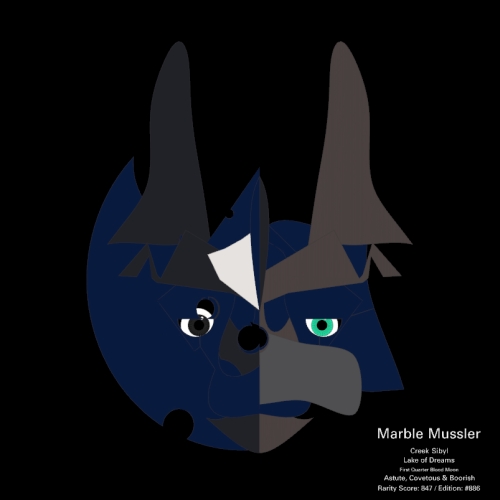 Marble Mussler
Creek Sibyl
Lake of Dreams
First Quarter Blood Moon
Astute, Covetous & Boorish
Rarity Score: 847 / Edition: #886